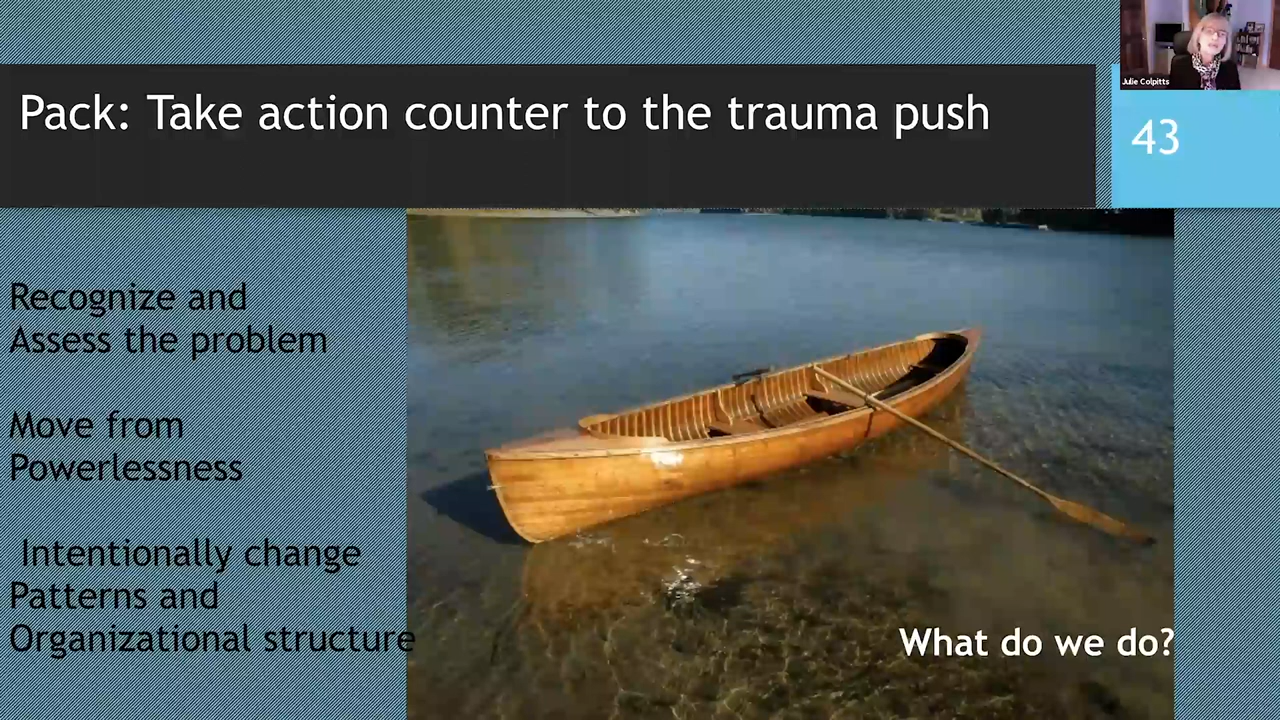 Julie Colpitts
Pack: Take action counter to the trauma push
43
Recognize and
Assess the problem
Move from
Powerlessness
Intentionally change
Patterns and
Organizational structure
What do we do?